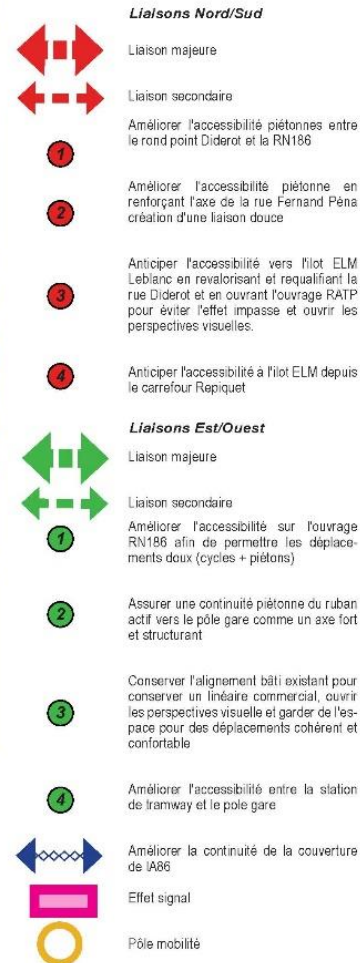 Liaisons Nord/Sud
Liaison majeure
Liaison secondaire
Améliorer l'accessibilité piétonnes entre
le rond point Diderot et la RN186
1
Améliorer l'accessibilité piétonne en
renforçant l'axe de la rue Fernand Péna
création d'une liaison douce
2
Anticiper l'accessibilité vers l'ilot ELM
Leblanc en revalorisant et requalifiant la
rue Diderot et en ouvrant l'ouvrage RATP
pour éviter l'effet impasse et ouvrir les
perspectives visuelles.
3
Anticiper l'accessibilité à l'ilot ELM depuis
le carrefour Repiquet
4
Liaisons Est/Ouest
Liaison majeure
Liaison secondaire
Améliorer l'accessibilité sur l'ouvrage
RN186 afin de permettre les déplace-
ments doux (cycles + piétons)
1
Assurer une continuité piétonne du ruban
actif vers le pôle gare comme un axe fort
et structurant
2
Conserver l'alignement bâti existant pour
conserver un linéaire commercial, ouvrir
les perspectives visuelle et garder de l'es-
pace pour des déplacements cohérent et
confortable
3
Améliorer l'accessibilité entre la station
de tramway et le pole gare
4
Améliorer la continuité de la couverture
de lA86
Effet signal
Pôle mobilité